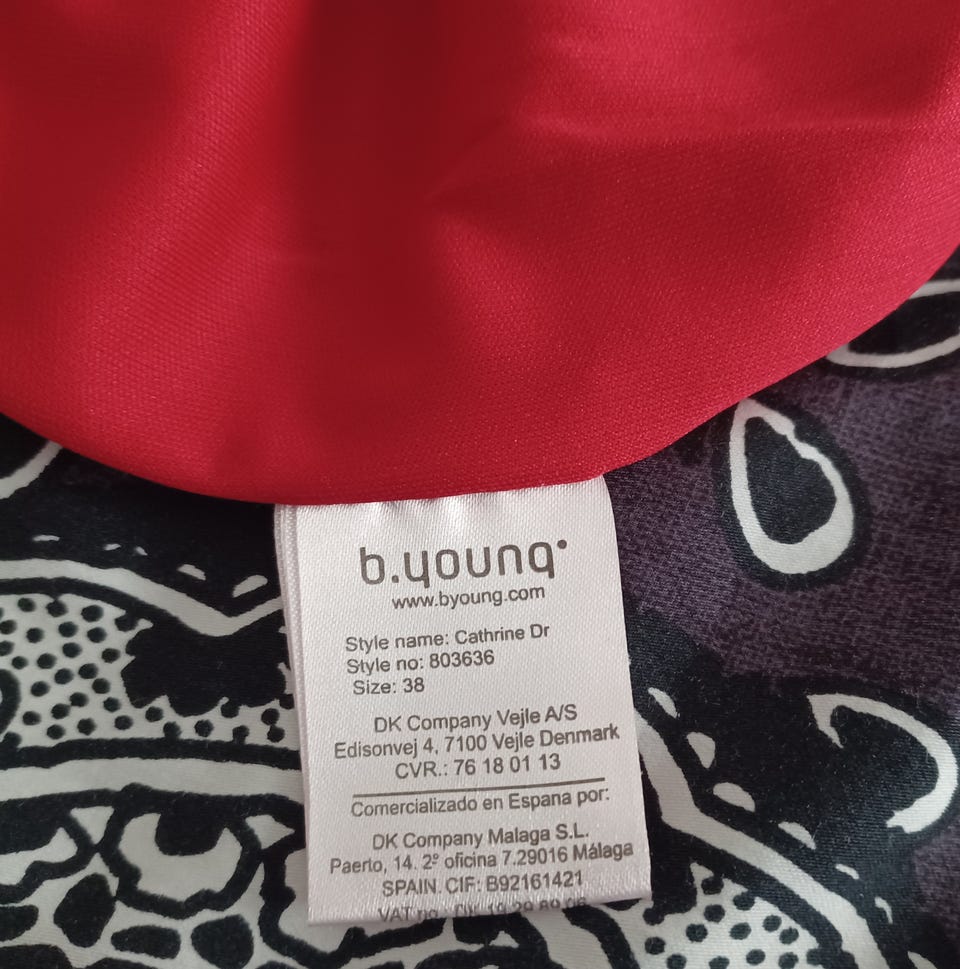 b.young
www.byoung.com
Style name: Cathrine Dr
Style no: 803636
Size: 38
DK Company Vejle A/S
Edisonvej 4, 7100 Vejle Denmark
CVR.: 76 18 01 13
Comercializado en Espana por:
DK Company Malaga S.L.
Paerto, 14. 2º oficina 7.29016 Málaga
SPAIN. CIF: B92161421
VAT no